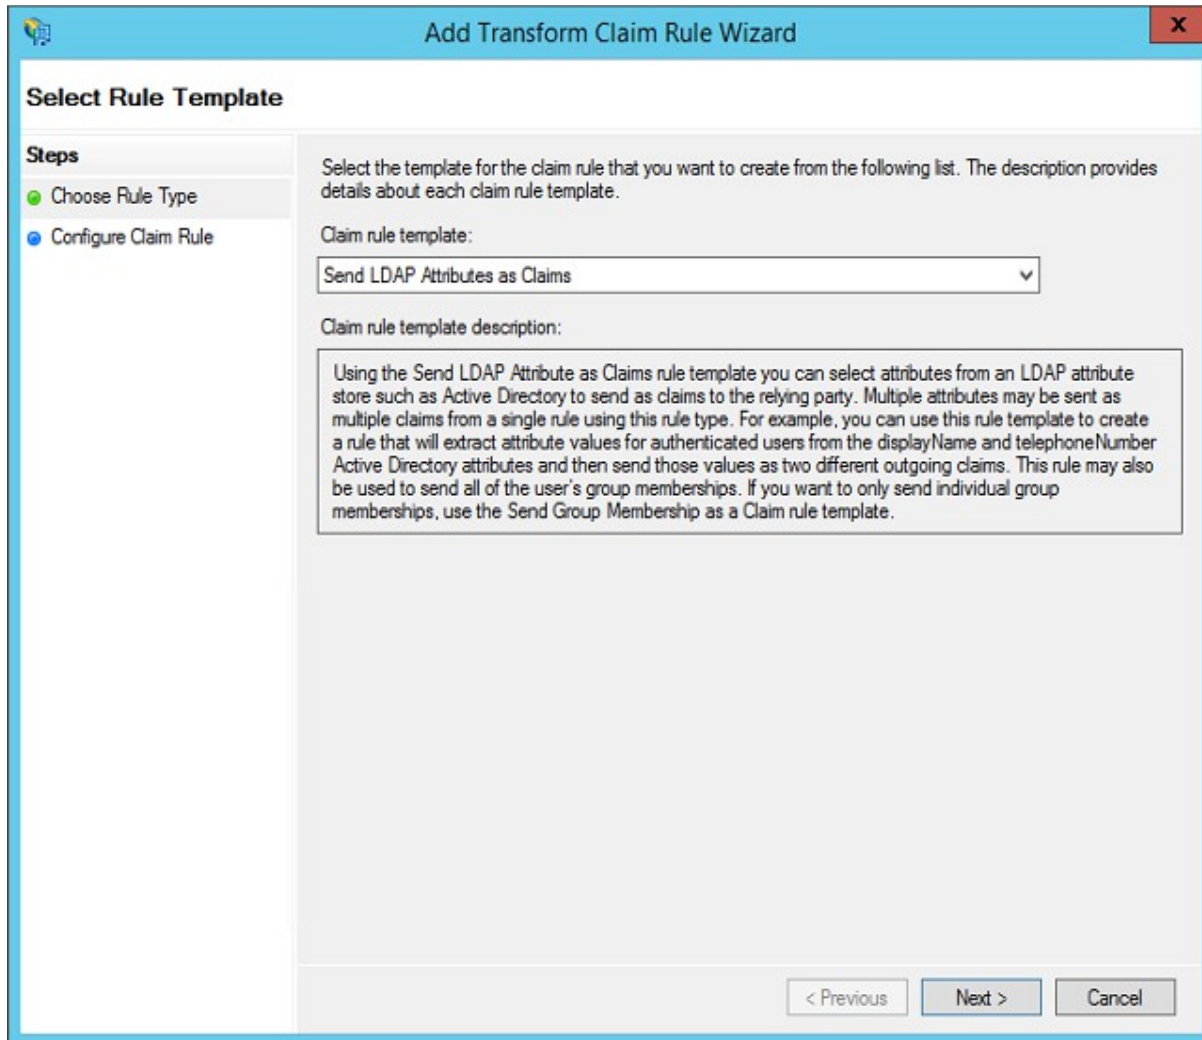 Add Transform Claim Rule Wizard
x
Select Rule Template
Steps
Choose Rule Type
Configure Claim Rule
Select the template for the claim rule that you want to create from the following list. The description provides
details about each claim rule template.
Claim rule template:
Send LDAP Attributes as Claims
Claim rule template description:
Using the Send LDAP Attribute as Claims rule template you can select attributes from an LDAP attribute
store such as Active Directory to send as claims to the relying party. Multiple attributes may be sent as
multiple claims from a single rule using this rule type. For example, you can use this rule template to create
a rule that will extract attribute values for authenticated users from the displayName and telephoneNumber
Active Directory attributes and then send those values as two different outgoing claims. This rule may also
be used to send all of the user's group memberships. If you want to only send individual group
memberships, use the Send Group Membership as a Claim rule template.
< Previous
Next >
Cancel